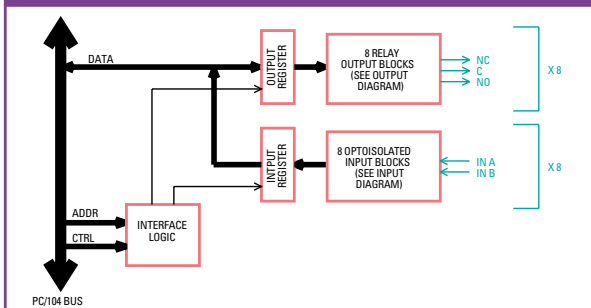 DATA
OUTPUT
REGISTER
8 RELAY
OUTPUT BLOCKS
(SEE OUTPUT
DIAGRAM)
NC
C
NO
X 8
INTPUT
REGISTER
8 OPTOISOLATED
INPUT BLOCKS
(SEE INPUT
DIAGRAM)
IN A
IN B
X 8
ADDR
CTRL
INTERFACE
LOGIC
PC/104 BUS